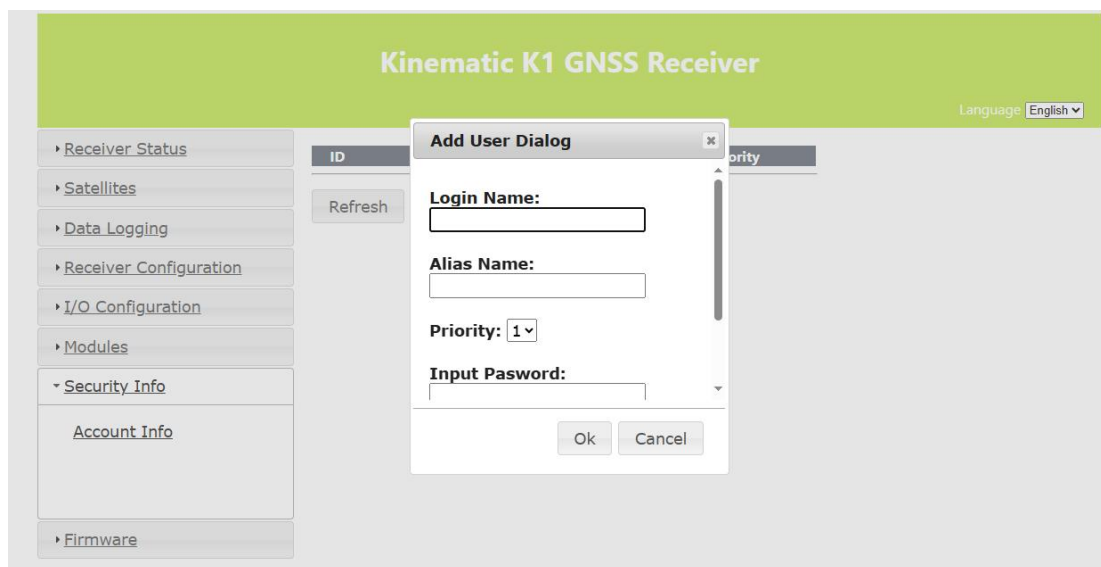 Kinematic K1 GNSS Receiver
Language English
Receiver Status
Satellites
Data Logging
Receiver Configuration
I/O Configuration
Modules
Security Info
Account Info
Firmware
ID
Refresh
Add User Dialog
Login Name:
Alias Name:
Priority: 1
Input Pasword:
Ok Cancel